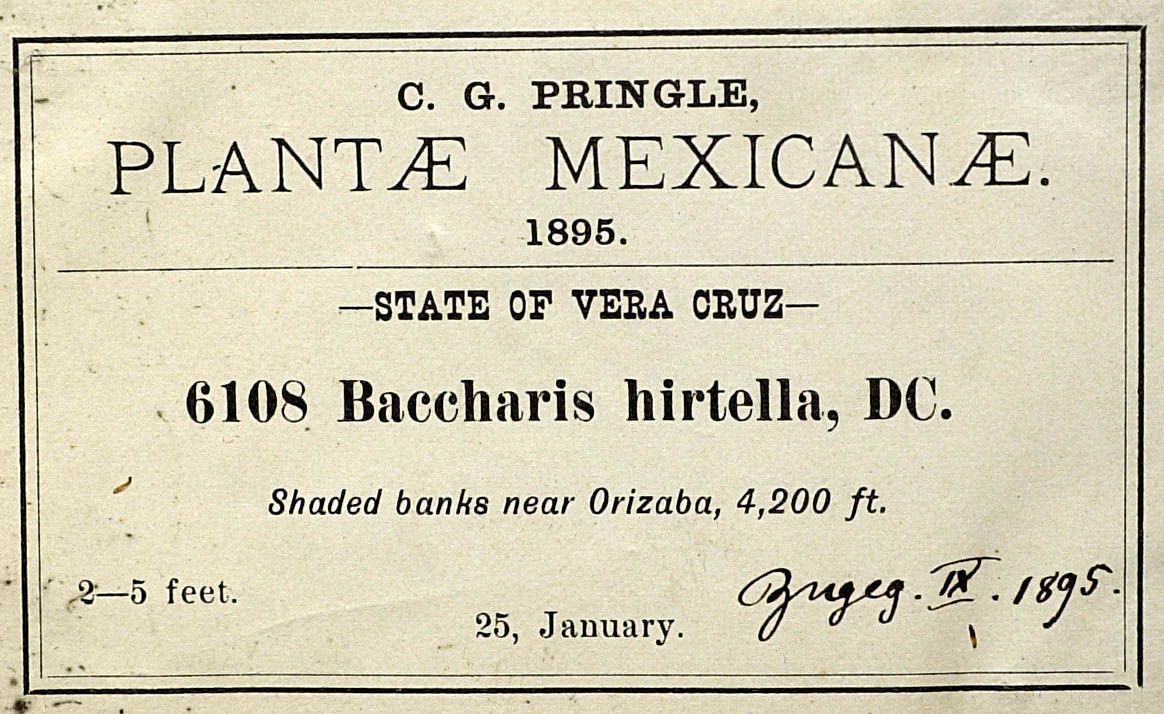 C. G. PRINGLE,
PLANTÆ MEXICANÆ.
1895.
—STATE OF VERA CRUZ—
6108 Baccharis hirtella, DC.
Shaded banks near Orizaba, 4,200 ft.
2—5 feet.
25, January.
Zugeg. IX. 1895.